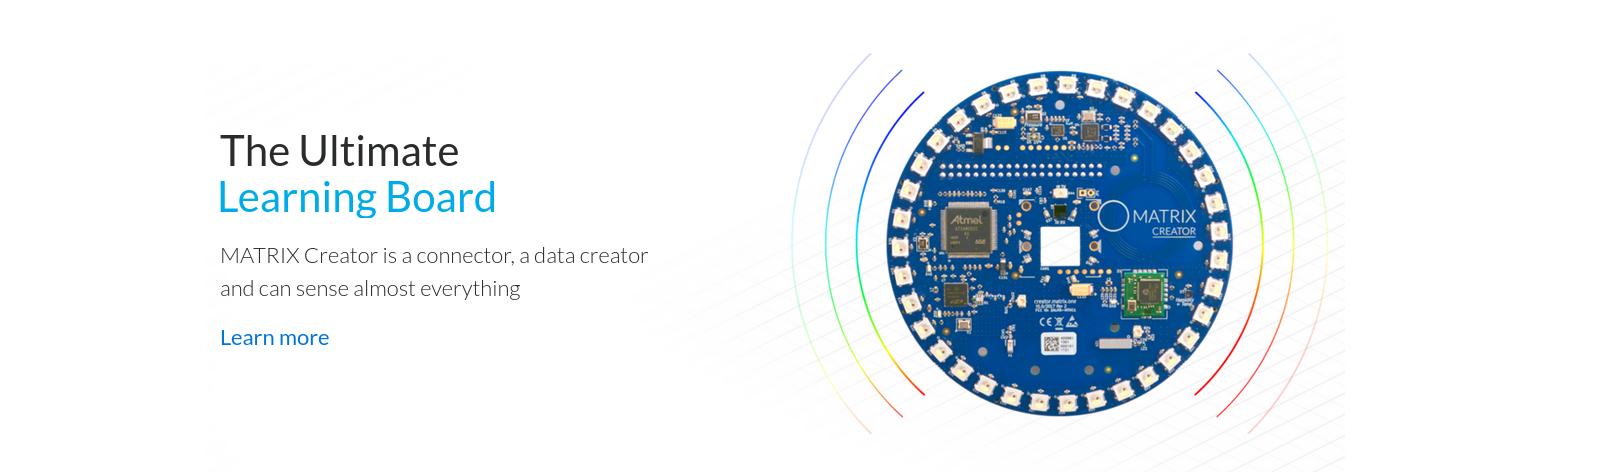 The Ultimate
Learning Board
MATRIX Creator is a connector, a data creator
and can sense almost everything
Learn more
Atmel
MATRIX
CREATOR
creator.matrix.one